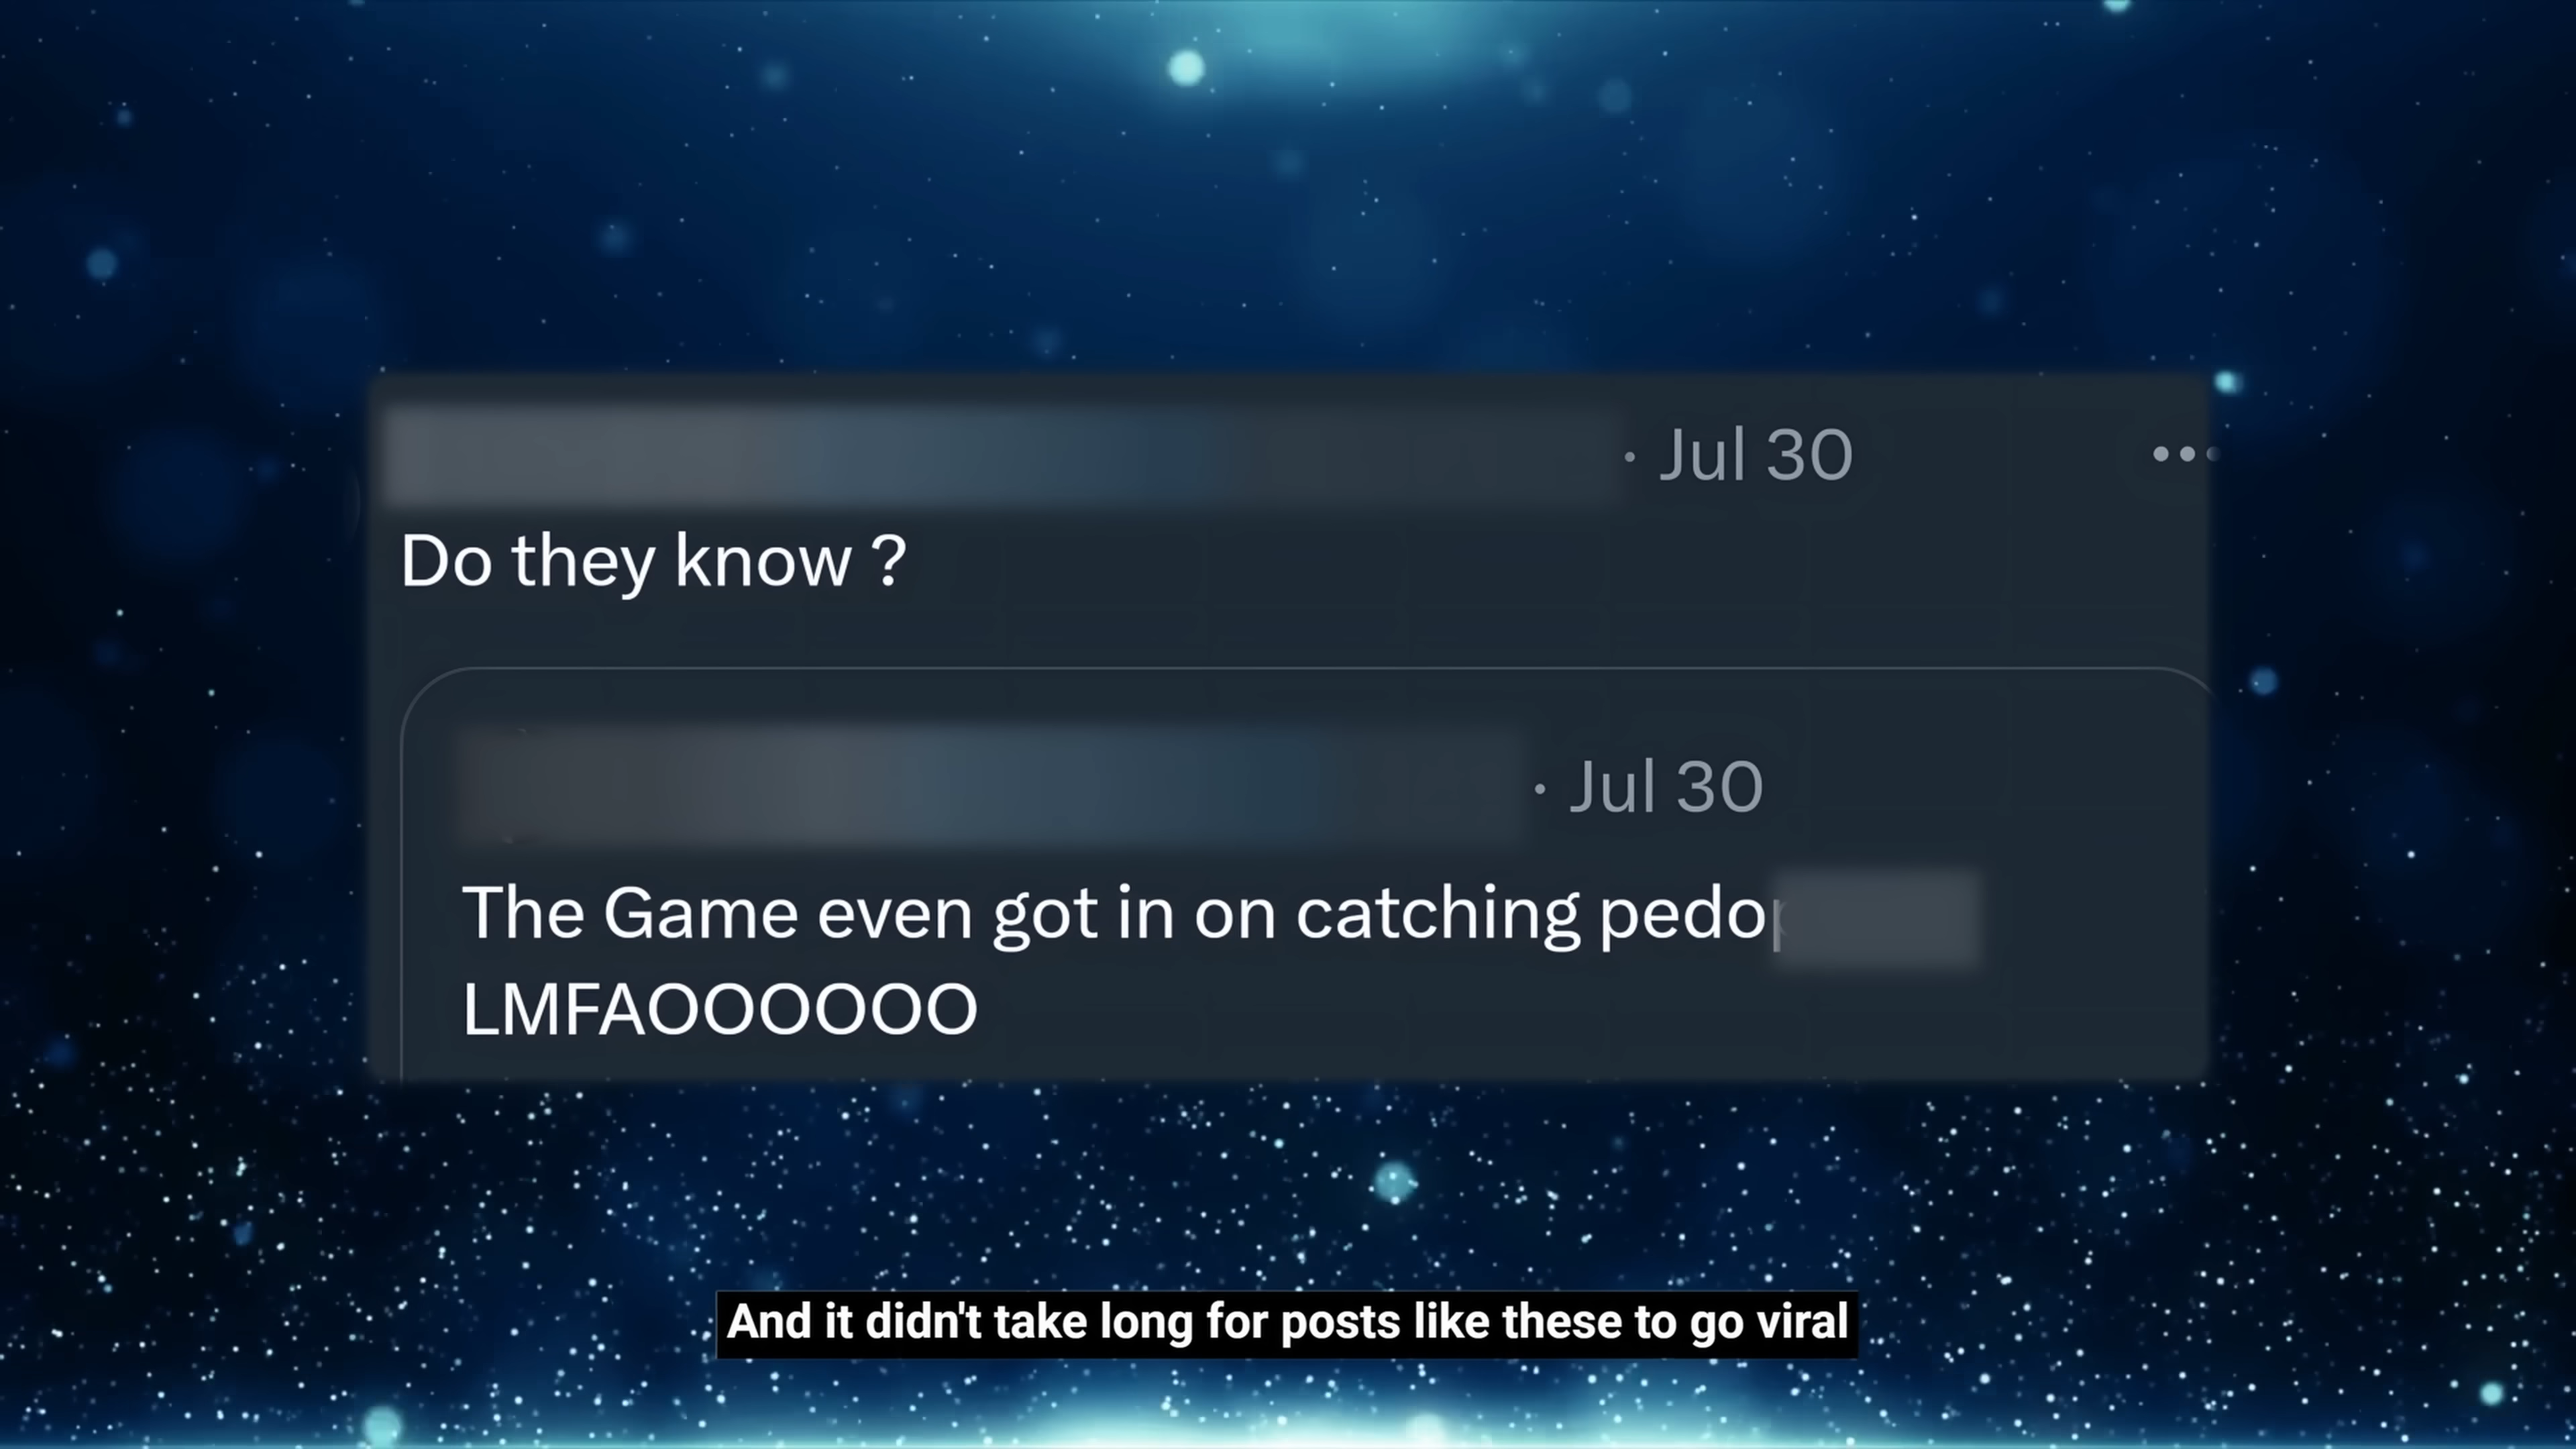 · Jul 30
Do they know ?
· Jul 30
The Game even got in on catching
LMFAOOOOOO
And it didn't take long for posts like these to go viral